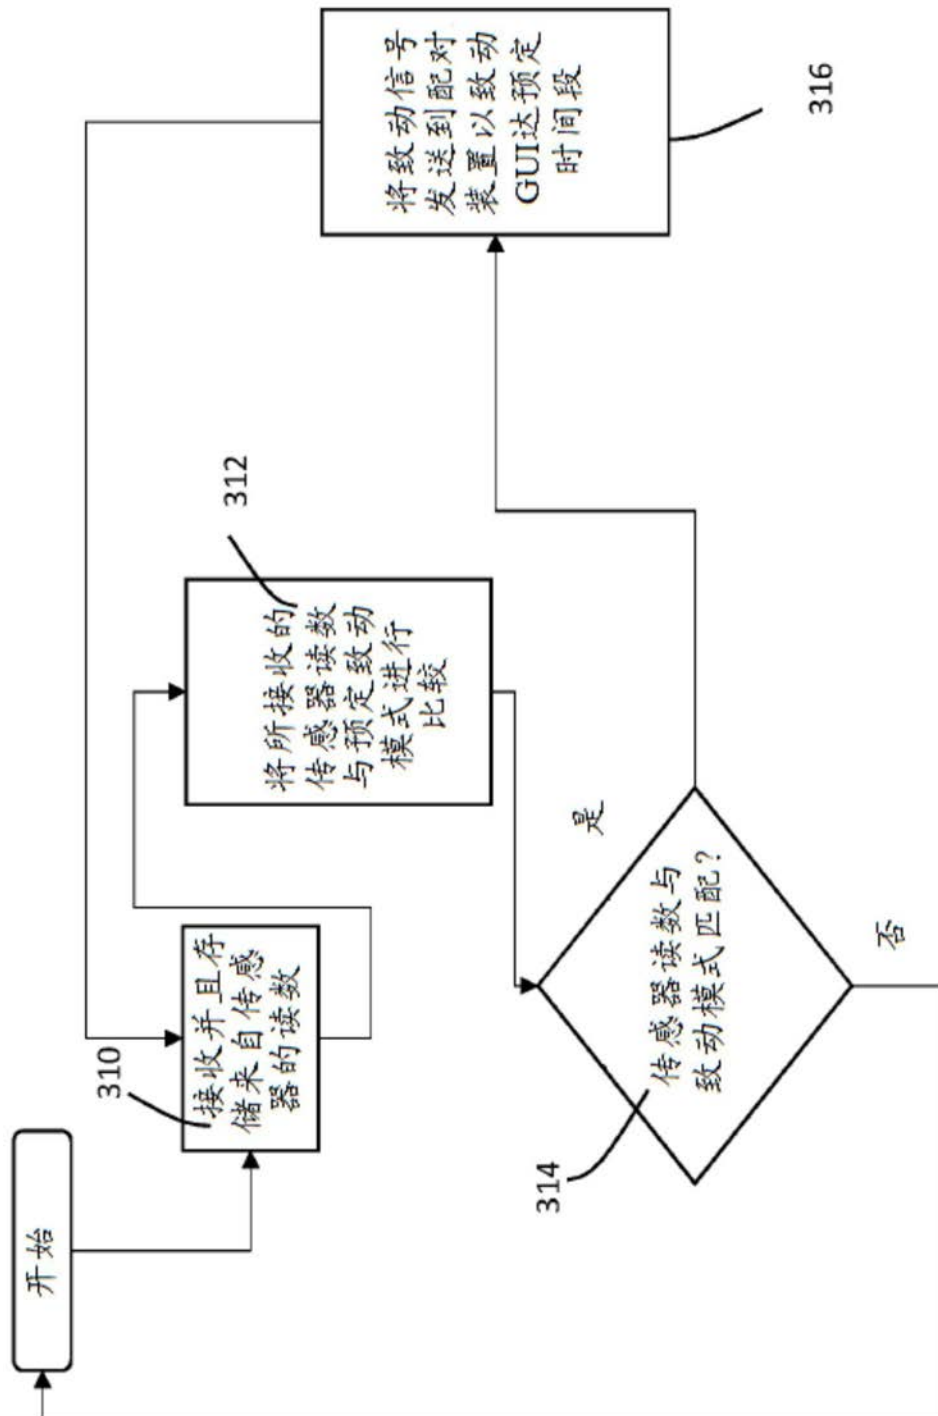 开始
310
接收并且存
储来自传感
器的读数
312
将所接收的
传感器读数
与预定致动
模式进行
比较
314
传感器读数与
致动模式匹配？
是
否
将致动信号
发送到配对
装置以致动
GUI达预定
时间段
316